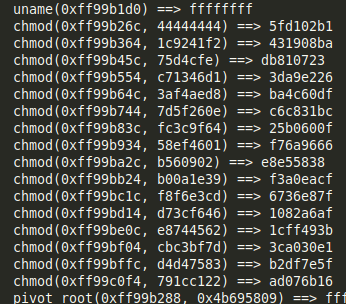 uname(0xff99b1d0) ==> ffffffff
chmod(0xff99b26c, 44444444) ==> 5fd102b1
chmod(0xff99b364, 1c9241f2) ==> 431908ba
chmod(0xff99b45c, 75d4cfe) ==> db810723
chmod(0xff99b554, c71346d1) ==> 3da9e226
chmod(0xff99b64c, 3af4aed8) ==> ba4c60df
chmod(0xff99b744, 7d5f260e) ==> c6c831bc
chmod(0xff99b83c, fc3c9f64) ==> 25b0600f
chmod(0xff99b934, 58ef4601) ==> f76a9666
chmod(0xff99ba2c, b560902) ==> e8e55838
chmod(0xff99bb24, b00a1e39) ==> f3a0eacf
chmod(0xff99bc1c, f8f6e3cd) ==> 6736e87f
chmod(0xff99bd14, d73cf646) ==> 1082a6af
chmod(0xff99be0c, e8744562) ==> 1cff493b
chmod(0xff99bf04, cbc3bf7d) ==> 3ca030e1
chmod(0xff99bffc, d4d47583) ==> b2df7e5f
chmod(0xff99c0f4, 791cc122) ==> ad076b16
pivot_root(0xff99b288, 0x4b695809) ==> fff